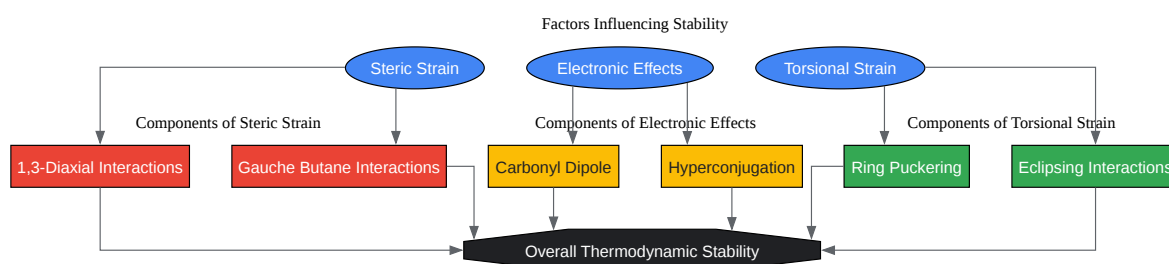 Factors Influencing Stability
Steric Strain
Electronic Effects
Torsional Strain
Components of Steric Strain
Components of Electronic Effects
Components of Torsional Strain
1,3-Diaxial Interactions
Gauche Butane Interactions
Carbonyl Dipole
Hyperconjugation
Ring Puckering
Eclipsing Interactions
Overall Thermodynamic Stability